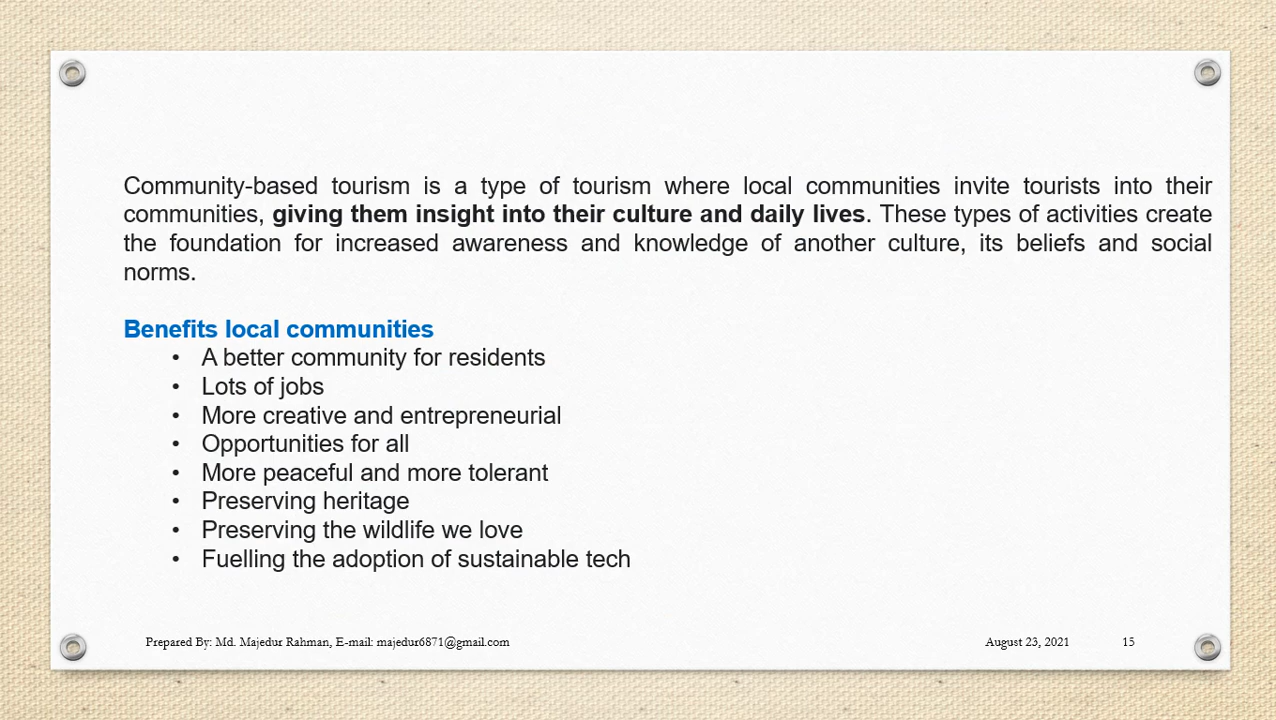 Community-based tourism is a type of tourism where local communities invite tourists into their
communities, giving them insight into their culture and daily lives. These types of activities create
the foundation for increased awareness and knowledge of another culture, its beliefs and social
norms.
Benefits local communities
• A better community for residents
• Lots of jobs
• More creative and entrepreneurial
• Opportunities for all
• More peaceful and more tolerant
• Preserving heritage
• Preserving the wildlife we love
• Fuelling the adoption of sustainable tech
Prepared By: Md. Majedur Rahman, E-mail: majedur6871@gmail.com August 23, 2021 15